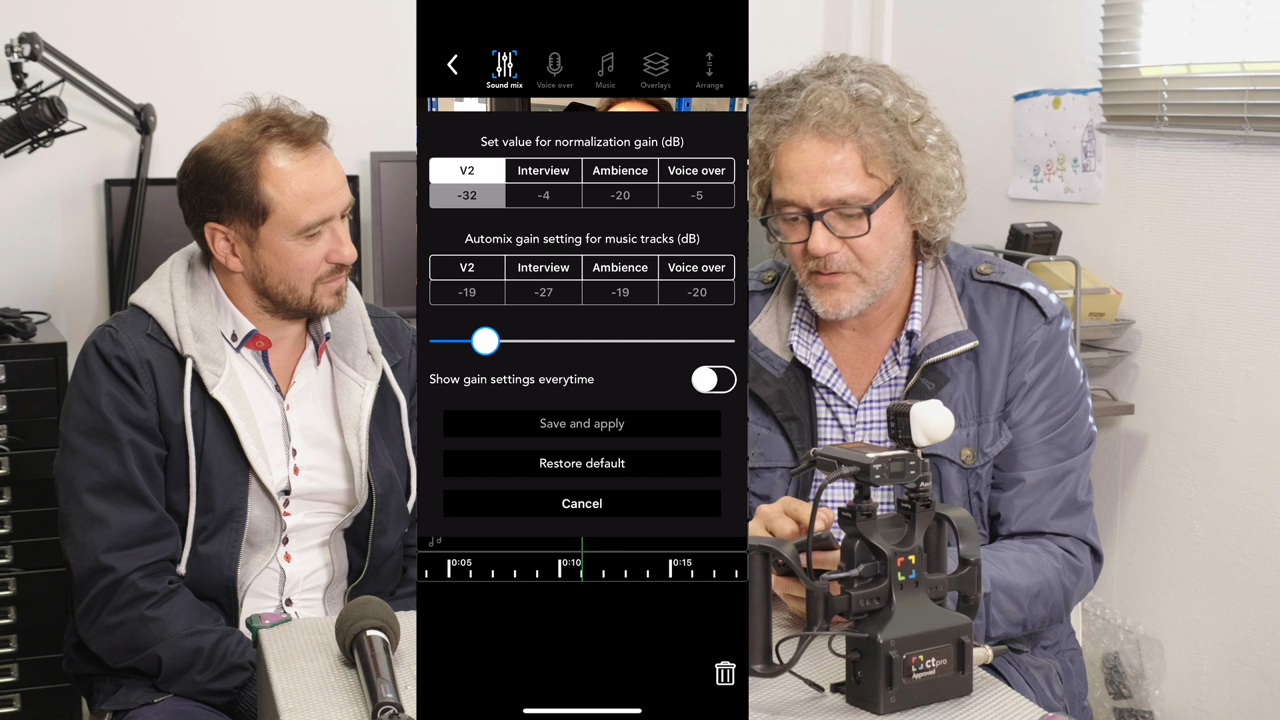 Sound mix Voice over Music Overlays Arrange
Set value for normalization gain (dB)
V2 Interview Ambience Voice over
-32 -4 -20 -5
Automix gain setting for music tracks (dB)
V2 Interview Ambience Voice over
-19 -27 -19 -20
Show gain settings everytime
Save and apply
Restore default
Cancel
0:05 0:10 0:15
ctpro
Approved